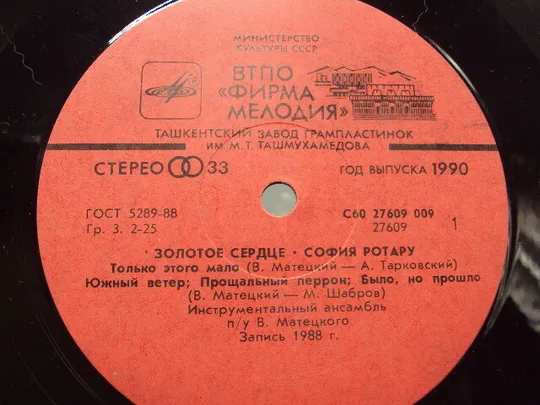 МИНИСТЕРСТВО
КУЛЬТУРЫ СССР
ВТПО
«ФИРМА
МЕЛОДИЯ»
ТАШКЕНТСКИЙ ЗАВОД ГРАМПЛАСТИНОК
ИМ М. Т. ТАШМУХАМЕДОВА
СТЕРЕО 33
ГОД ВЫПУСКА 1990
ГОСТ 5289-88
Гр. 3. 2-25
С60 27609 009
27609
1
ЗОЛОТОЕ СЕРДЦЕ · СОФИЯ РОТАРУ
Только этого мало (В. Матецкий — А. Тарковский)
Южный ветер; Прощальный перрон; Было, но прошло
(В. Матецкий — М. Шабров)
Инструментальный ансамбль
п/у В. Матецкого
Запись 1988 г.